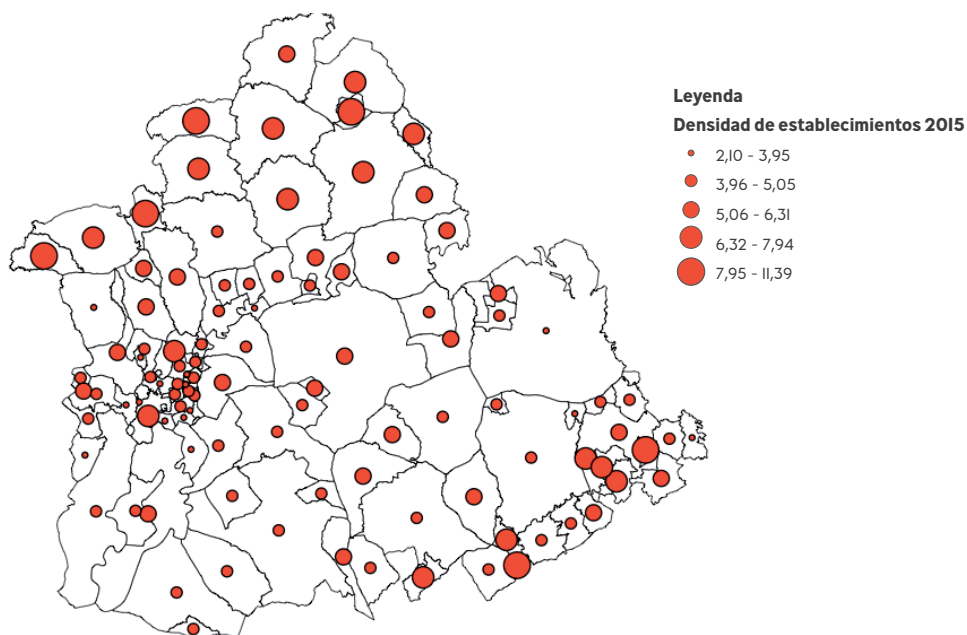 Leyenda
Densidad de establecimientos 2015
2,10 - 3,95
3,96 - 5,05
5,06 - 6,31
6,32 - 7,94
7,95 - 11,39